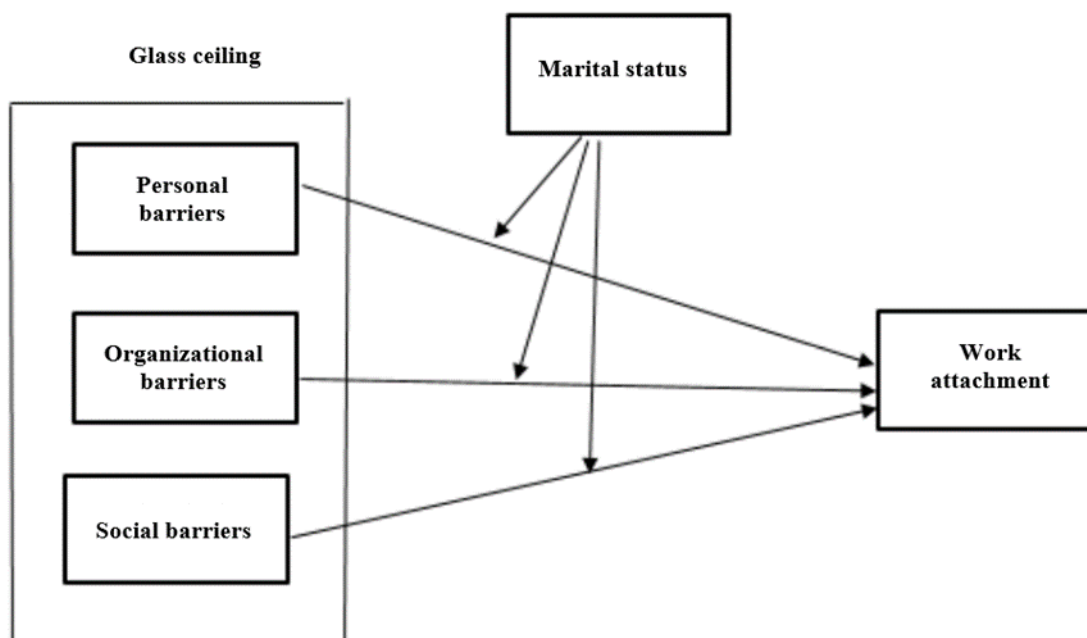 Glass ceiling
Marital status
Personal
barriers
Organizational
barriers
Work
attachment
Social barriers